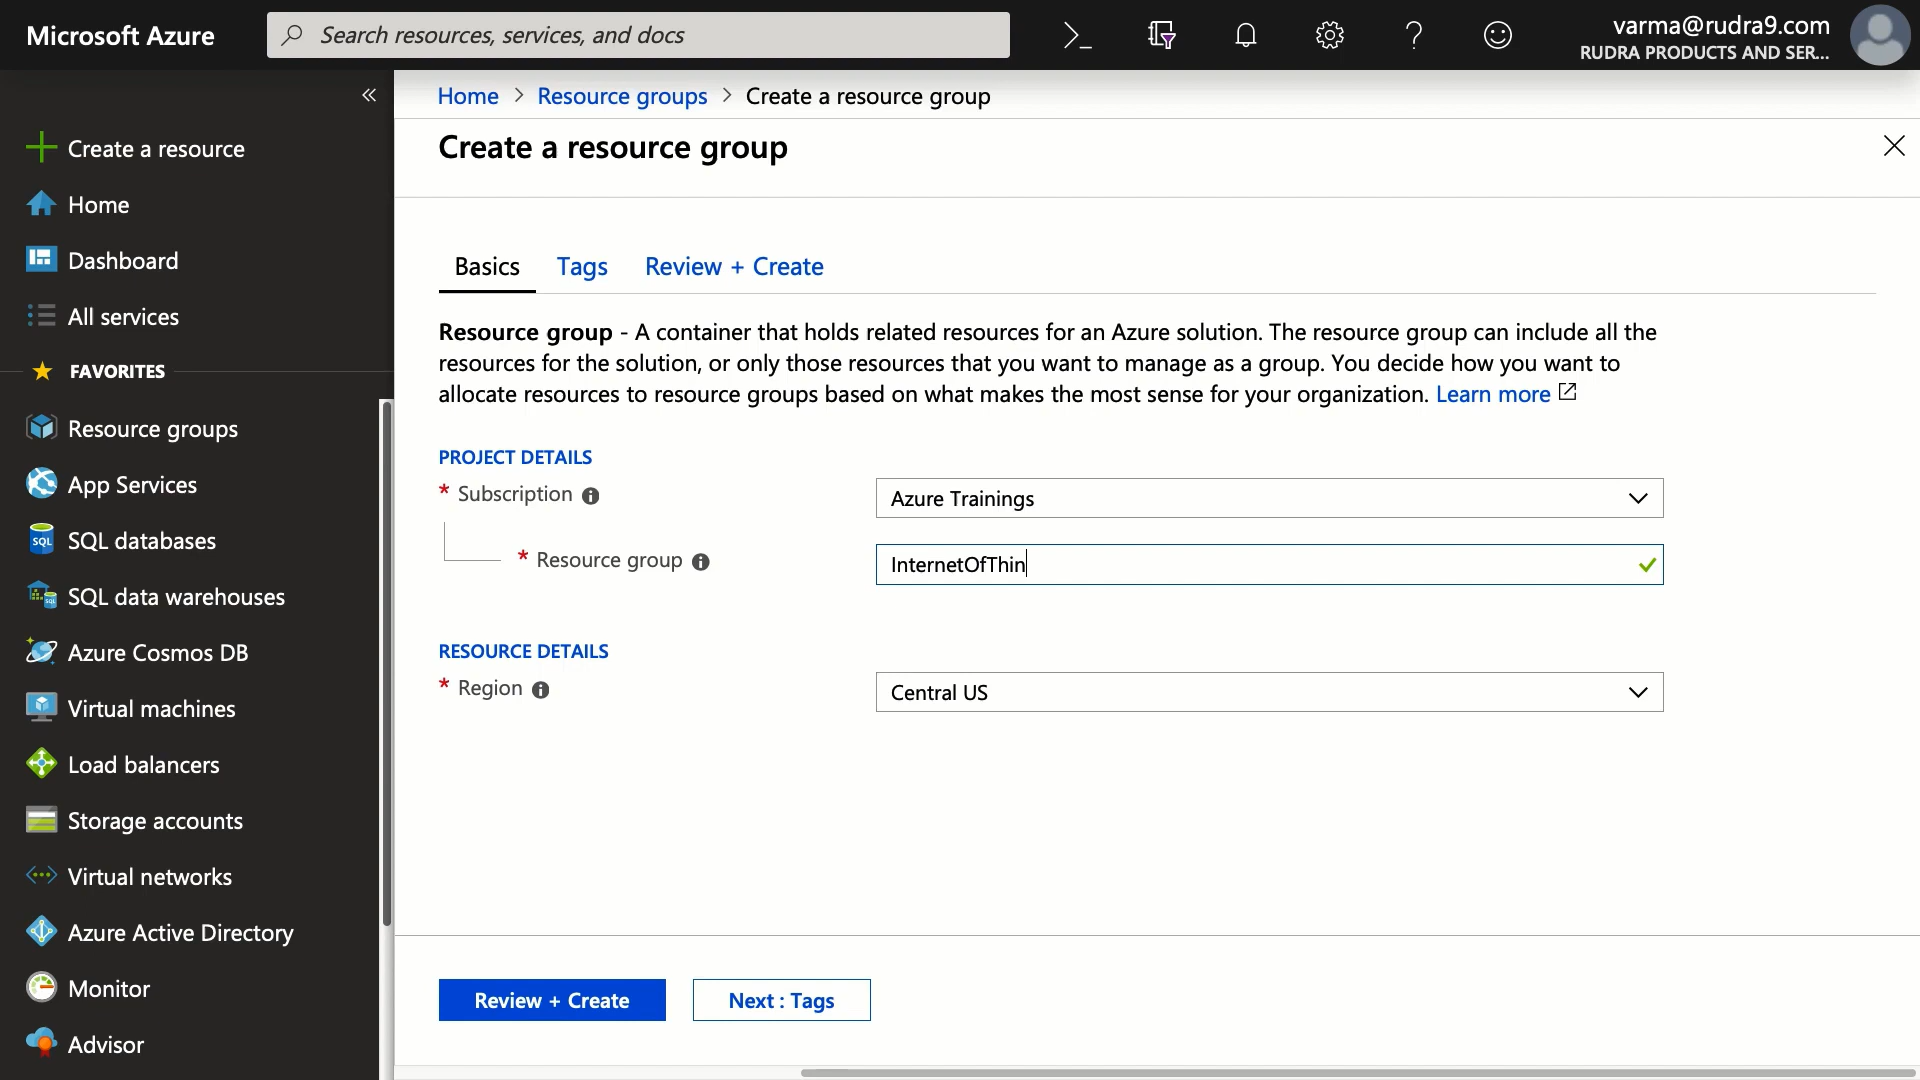 Microsoft Azure
Search resources, services, and docs
varma@rudra9.com
RUDRA PRODUCTS AND SER...
Home > Resource groups > Create a resource group
Create a resource group
Create a resource
Home
Dashboard
All services
FAVORITES
Resource groups
App Services
SQL
SQL databases
SQL data warehouses
Azure Cosmos DB
Virtual machines
Load balancers
Storage accounts
Virtual networks
Azure Active Directory
Monitor
Advisor
Basics
Tags
Review + Create
Resource group - A container that holds related resources for an Azure solution. The resource group can include all the
resources for the solution, or only those resources that you want to manage as a group. You decide how you want to
allocate resources to resource groups based on what makes the most sense for your organization. Learn more
PROJECT DETAILS
* Subscription
Azure Trainings
* Resource group
InternetOfThin
RESOURCE DETAILS
* Region
Central US
Review + Create
Next : Tags